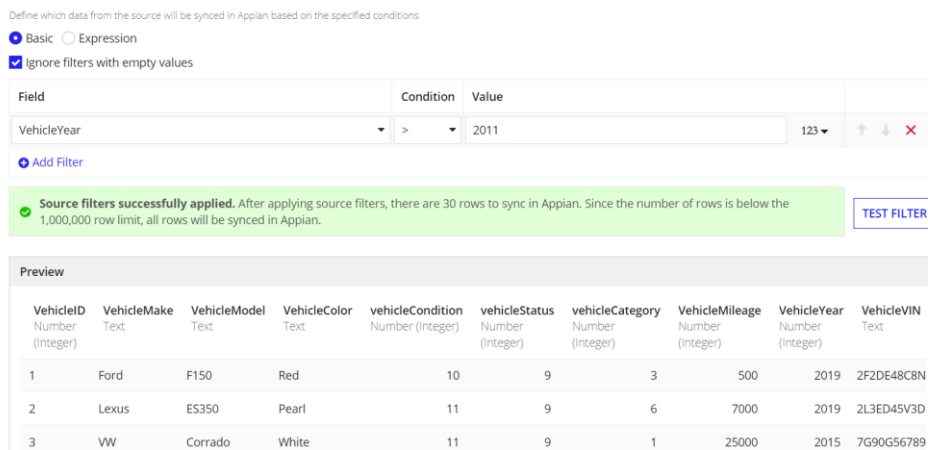 Define which data from the source will be synced in Appian based on the specified conditions
Basic Expression
Ignore filters with empty values
Field Condition Value
VehicleYear > 2011 123
Add Filter
Source filters successfully applied. After applying source filters, there are 30 rows to sync in Appian. Since the number of rows is below the
1,000,000 row limit, all rows will be synced in Appian.
TEST FILTER
Preview
VehicleID VehicleMake VehicleModel VehicleColor vehicleCondition vehicleStatus vehicleCategory VehicleMileage VehicleYear VehicleVIN
Number Text Text Text Number (Integer) Number Number Number Number Text
(Integer) (Integer) (Integer) (Integer) (Integer)
1 Ford F150 Red 10 9 3 500 2019 2F2DE48C8N
2 Lexus ES350 Pearl 11 9 6 7000 2019 2L3ED45V3D
3 VW Corrado White 11 9 1 25000 2015 7G90G56789